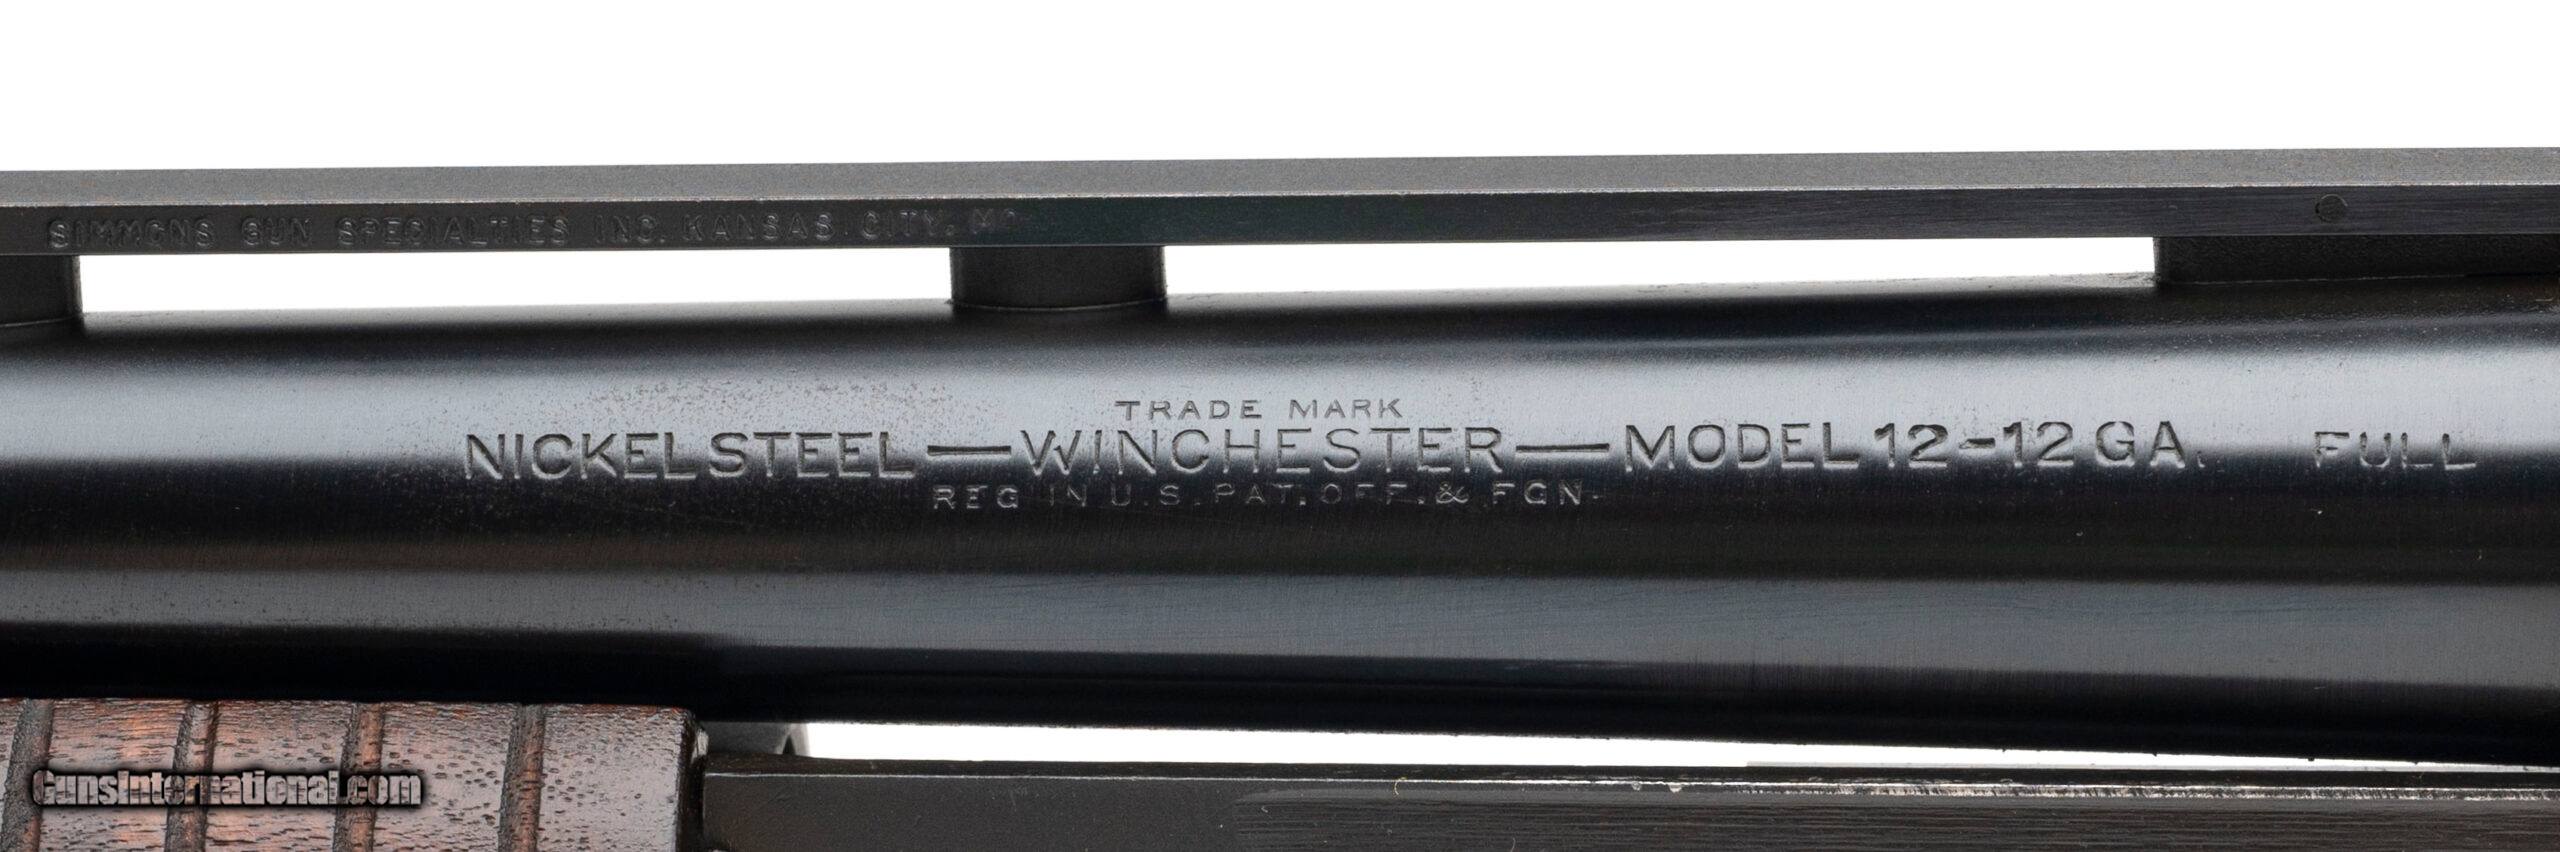 SIMMONS GUN SPECIALTIES INC. KANSAS CITY, MO
TRADE MARK
NICKEL STEEL—WINCHESTER—MODEL 12-12 GA. FULL
REG IN U.S. PAT. OFF. & FGN.
GunsInternational.com